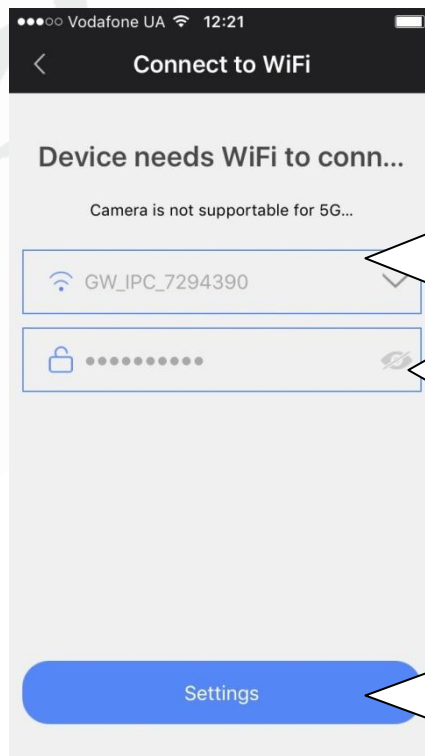 Vodafone UA 12:21
Connect to WiFi
Device needs WiFi to conn...
Camera is not supportable for 5G...
GW_IPC_7294390
••••••••••
Settings